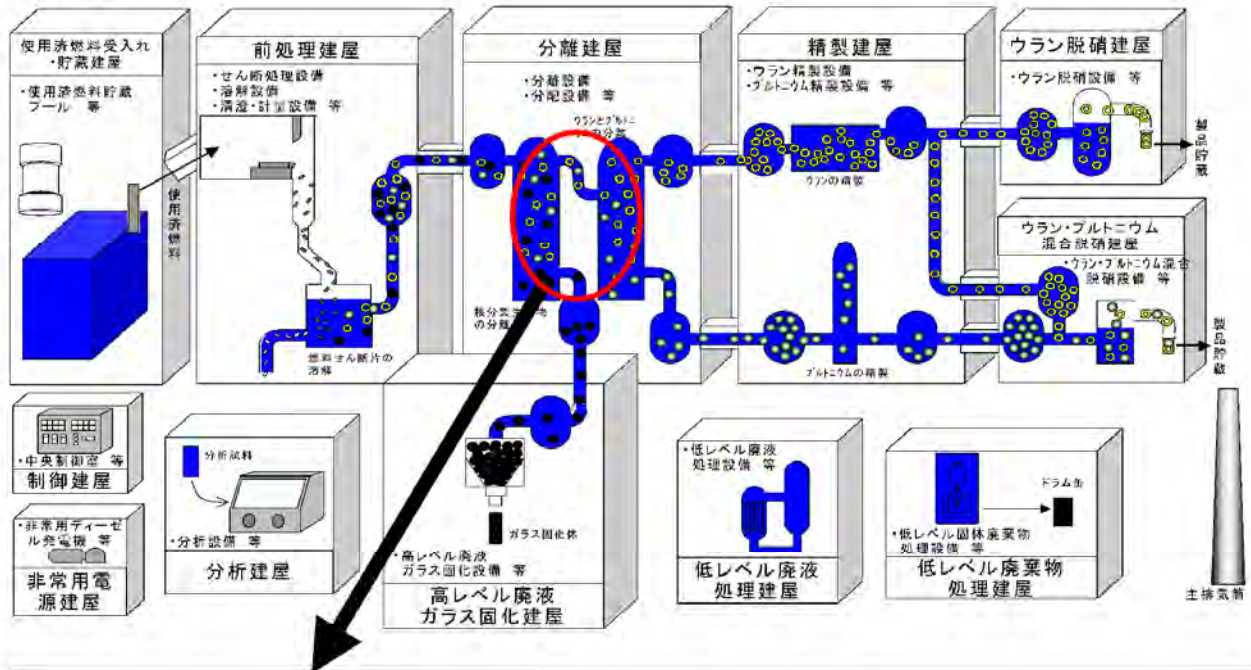 使用済燃料受入れ
・貯蔵建屋
・使用済燃料貯蔵
プール 等
使用済燃料
前処理建屋
・せん断処理設備
・溶解設備
・清澄・計量設備 等
燃料せん断片の
溶解
分離建屋
・分離設備
・分配設備 等
ウランとプルトニ
の分離
核分裂生
物
の分離
精製建屋
・ウラン精製設備
・プルトニウム精製設備 等
ウランの精製
プルトニウムの精製
ウラン脱硝建屋
・ウラン脱硝設備 等
製品貯蔵
ウラン・プルトニウム
混合脱硝建屋
・ウラン・プルトニウム混合
脱硝設備 等
製品貯蔵
・中央制御室 等
制御建屋
・非常用ディーゼ
ル発電機 等
非常用電
源建屋
分析試料
・分析設備 等
分析建屋
ガラス固化体
・高レベル廃液
ガラス固化設備 等
高レベル廃液
ガラス固化建屋
・低レベル廃液
処理設備 等
低レベル廃液
処理建屋
ドラム缶
・低レベル固体廃棄物
処理設備 等
低レベル廃棄物
処理建屋
主排気筒